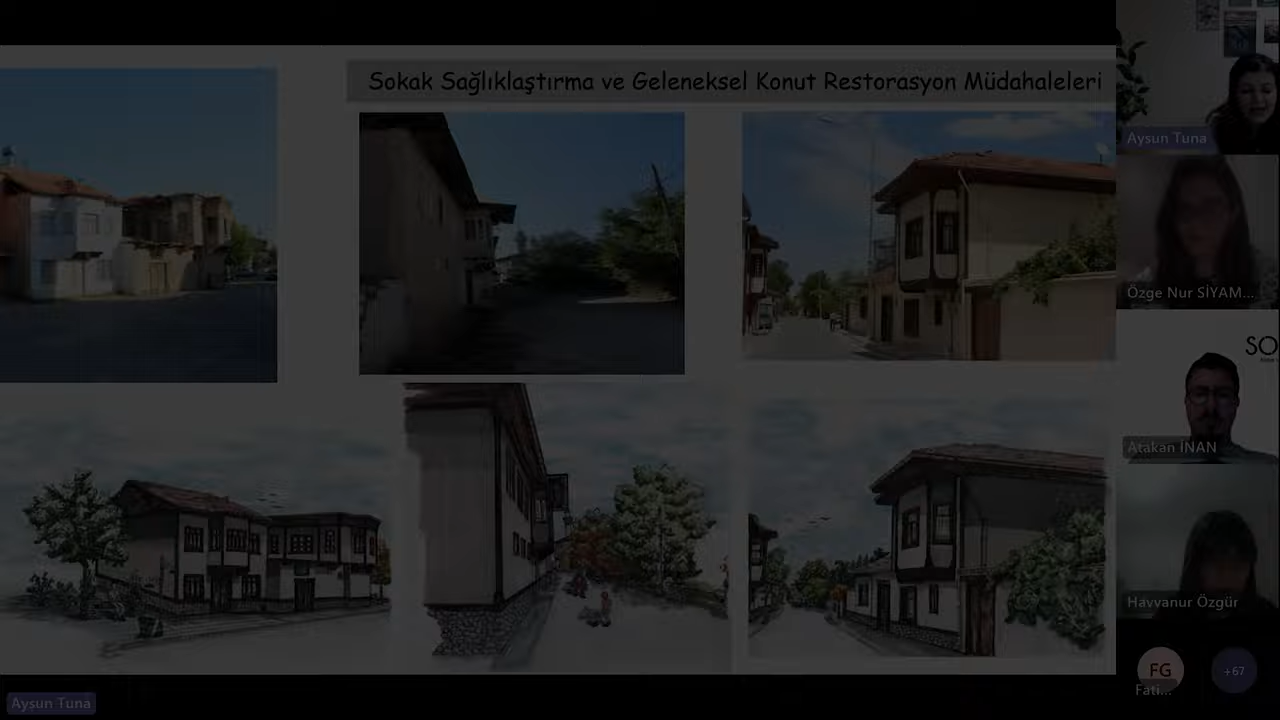 Sokak Sağlıklaştırma ve Geleneksel Konut Restorasyon Müdahaleleri
Aysun Tuna
Özge Nur SİYAM...
SO
Atakan İNAN
Havvanur Özgür
FG
Fati...
+67
Aysun Tuna